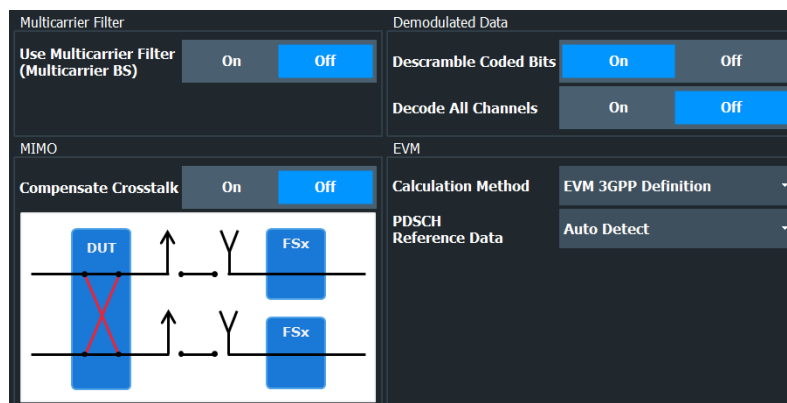 Multicarrier Filter
Use Multicarrier Filter
(Multicarrier BS)
On
Off
Demodulated Data
Descramble Coded Bits
On
Off
Decode All Channels
On
Off
MIMO
Compensate Crosstalk
On
Off
DUT
FSx
FSx
EVM
Calculation Method
EVM 3GPP Definition
PDSCH
Reference Data
Auto Detect